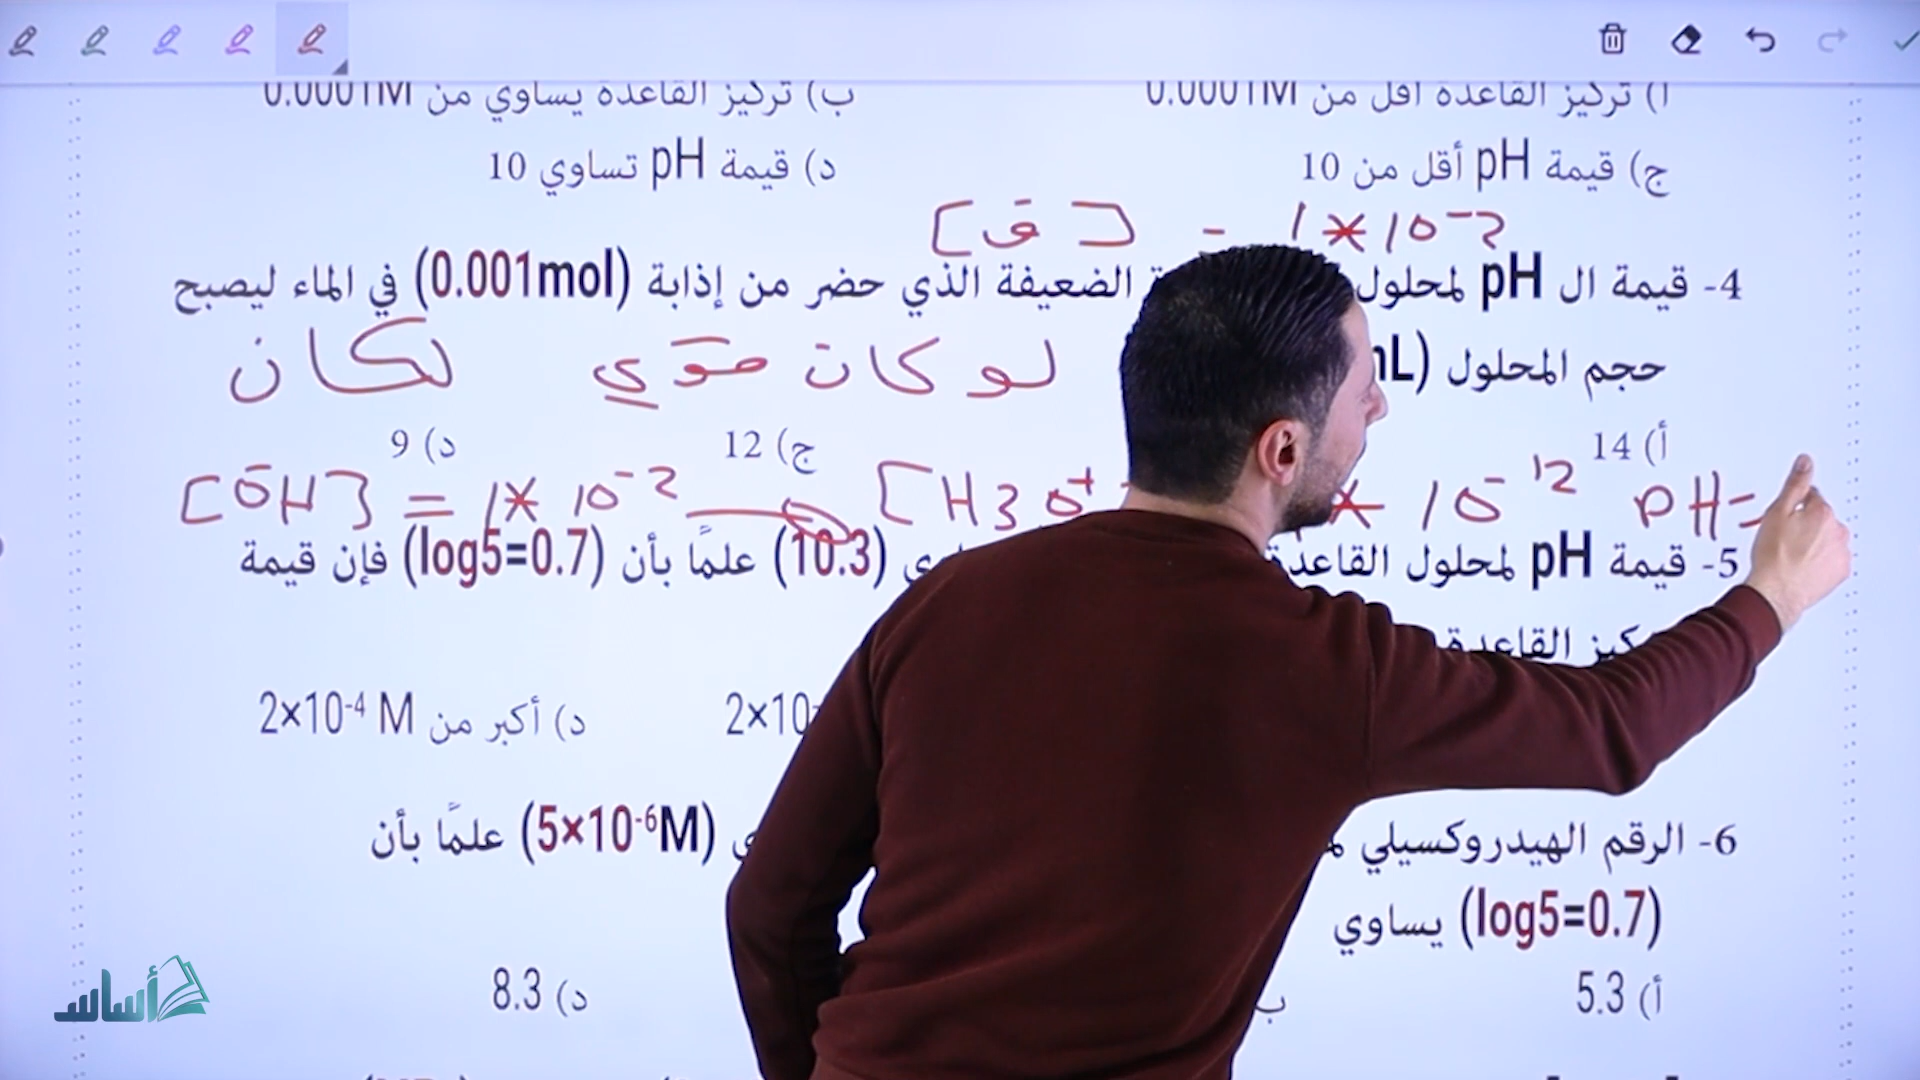 أ) تركيز القاعدة أقل من 0.0001M ب) تركيز القاعدة يساوي من 0.0001M
ج) قيمة pH أقل من 10 د) قيمة pH تساوي 10
[ق] = 1*10⁻²
4- قيمة ال pH لمحلول الضعيفة الذي حضر من إذابة (0.001mol) في الماء ليصبح
حجم المحلول mL)
لو كان قوي لكان
أ) 14 ج) 12 د) 9
[OH⁻] = 1*10⁻² → [H3O⁺ * 10⁻¹² pH=
5- قيمة pH لمحلول القاعدة (10.3) علمًا بأن (log5=0.7) فإن قيمة
القاعدة
2×10 د) أكبر من 2×10⁻⁴ M
6- الرقم الهيدروكسيلي (5×10⁻⁶M) علمًا بأن
(log5=0.7) يساوي
أ) 5.3 ب د) 8.3
أساس